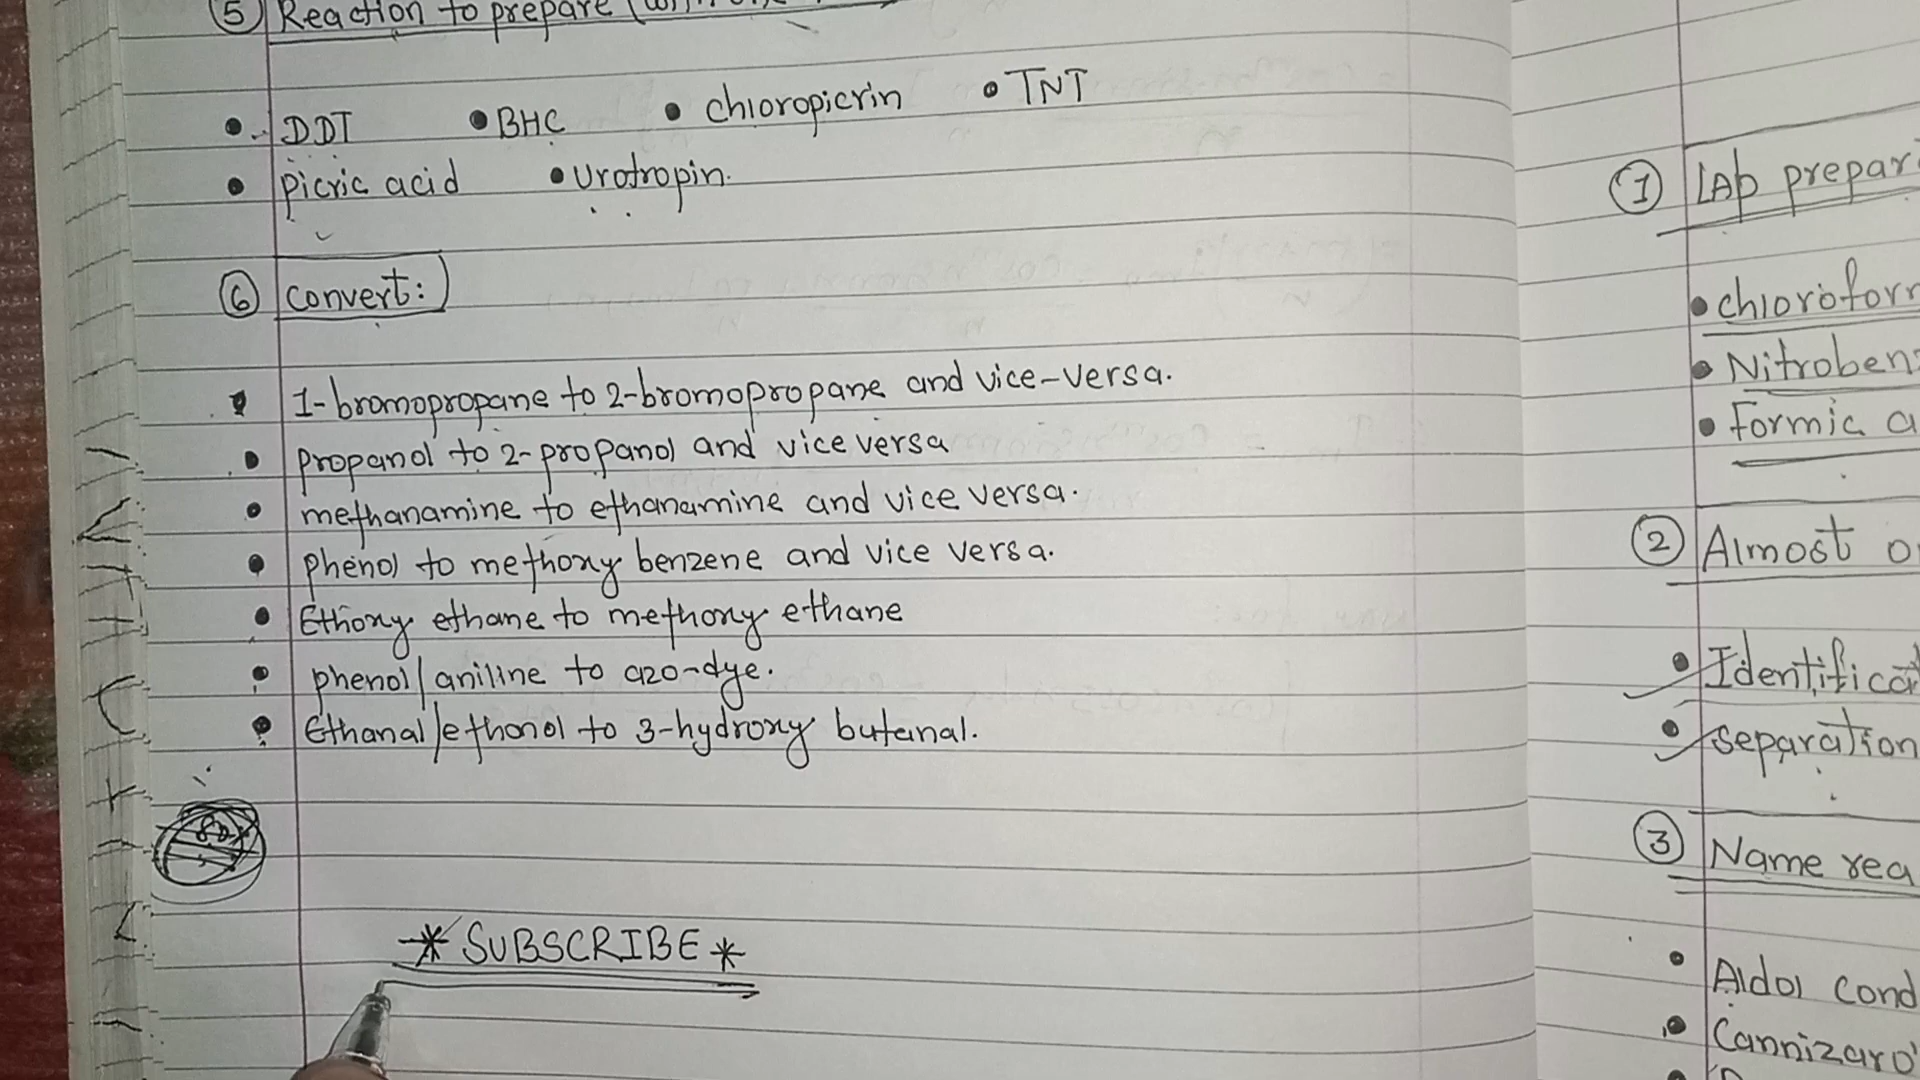 ⑤ Reaction to prepare
• DDT • BHC • chloropicrin • TNT
• picric acid • Urotropin.
⑥ convert:
• 1-bromopropane to 2-bromopropane and vice-versa.
• propanol to 2-propanol and vice versa
• methanamine to ethanamine and vice versa.
• phenol to methoxy benzene and vice versa.
• Ethoxy ethane to methoxy ethane
• phenol/aniline to azo-dye.
• Ethanal/ethanol to 3-hydroxy butanal.
* SUBSCRIBE *
① LAb prepar
• chloroform
• Nitrobenz
• Formic a
② Almost o
• Identifica
• separation
③ Name rea
• Aldol cond
• Cannizaro'